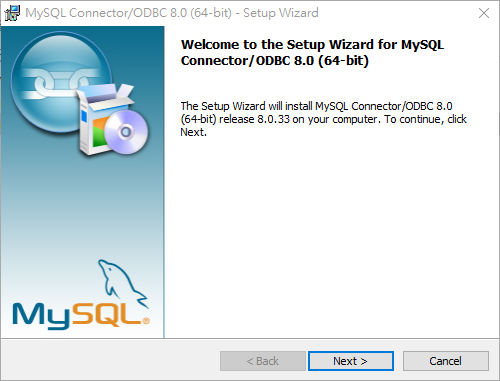 MySQL Connector/ODBC 8.0 (64-bit) - Setup Wizard
Welcome to the Setup Wizard for MySQL
Connector/ODBC 8.0 (64-bit)
The Setup Wizard will install MySQL Connector/ODBC 8.0
(64-bit) release 8.0.33 on your computer. To continue, click
Next.
MySQL®
< Back
Next >
Cancel